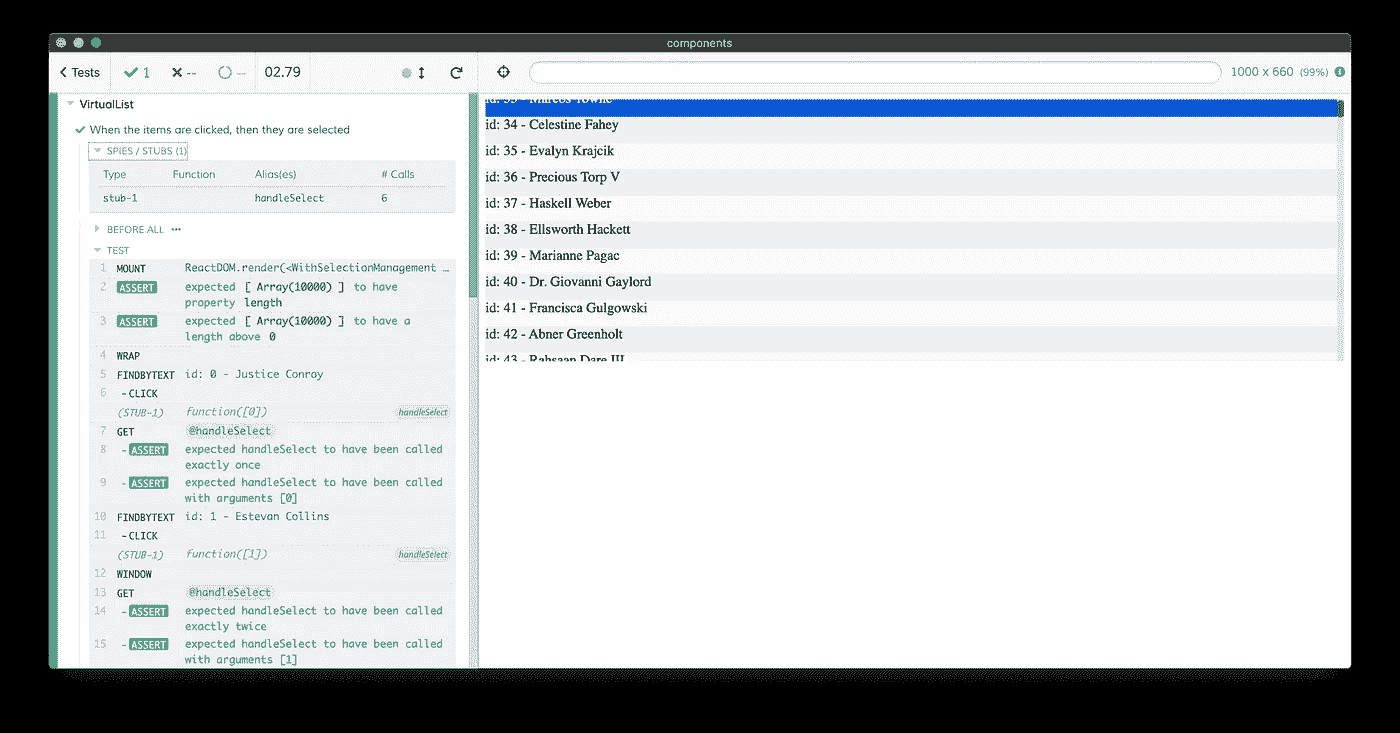 components
Tests 1 -- -- 02.79 1000 x 660 (99%)
VirtualList
When the items are clicked, then they are selected
SPIES / STUBS (1)
Type Function Alias(es) # Calls
stub-1 handleSelect 6
BEFORE ALL •••
TEST
1 MOUNT ReactDOM.render(<WithSelectionManagement …
2 ASSERT expected [ Array(10000) ] to have
property length
3 ASSERT expected [ Array(10000) ] to have a
length above 0
4 WRAP
5 FINDBYTEXT id: 0 - Justice Conroy
6 -CLICK
(STUB-1) function([0]) handleSelect
7 GET @handleSelect
8 -ASSERT expected handleSelect to have been called
exactly once
9 -ASSERT expected handleSelect to have been called
with arguments [0]
10 FINDBYTEXT id: 1 - Estevan Collins
11 -CLICK
(STUB-1) function([1]) handleSelect
12 WINDOW
13 GET @handleSelect
14 -ASSERT expected handleSelect to have been called
exactly twice
15 -ASSERT expected handleSelect to have been called
with arguments [1]
id: 33 - Marcos Towne
id: 34 - Celestine Fahey
id: 35 - Evalyn Krajcik
id: 36 - Precious Torp V
id: 37 - Haskell Weber
id: 38 - Ellsworth Hackett
id: 39 - Marianne Pagac
id: 40 - Dr. Giovanni Gaylord
id: 41 - Francisca Gulgowski
id: 42 - Abner Greenholt
id: 43 - Rahsaan Dare III